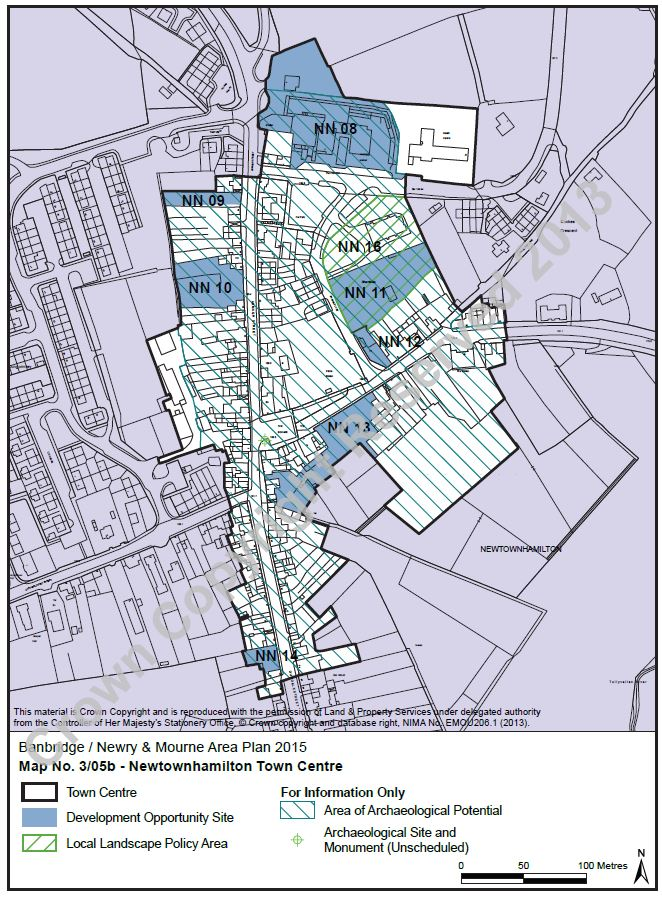 NN 08
NN 09
NN 16
NN 10
NN 11
NN 12
NN 13
NEWTOWNHAMILTON
NN 14
Crown Copyright Reserved 2013
This material is Crown Copyright and is reproduced with the permission of Land & Property Services under delegated authority
from the Controller of Her Majesty's Stationery Office, © Crown copyright and database right, NIMA No. EMOU206.1 (2013).
Banbridge / Newry & Mourne Area Plan 2015
Map No. 3/05b - Newtownhamilton Town Centre
Town Centre
Development Opportunity Site
Local Landscape Policy Area
For Information Only
Area of Archaeological Potential
Archaeological Site and
Monument (Unscheduled)
N
0 50 100 Metres